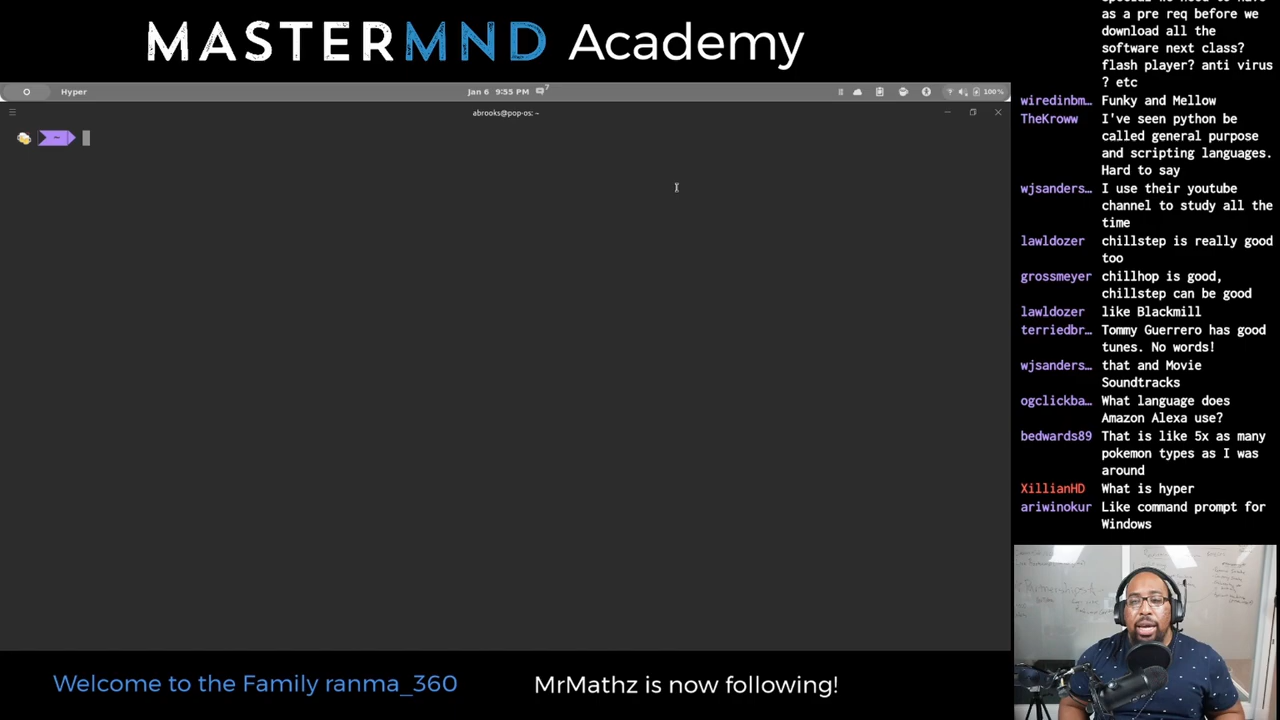 MASTERMND Academy
Hyper
Jan 6 9:55 PM
7
100%
abrooks@pop-os: ~
~
as a pre req before we
download all the
software next class?
flash player? anti virus
? etc
wiredinbm… Funky and Mellow
TheKroww I've seen python be
called general purpose
and scripting languages.
Hard to say
wjsanders… I use their youtube
channel to study all the
time
lawldozer chillstep is really good
too
grossmeyer chillhop is good,
chillstep can be good
lawldozer like Blackmill
terriedbr… Tommy Guerrero has good
tunes. No words!
wjsanders… that and Movie
Soundtracks
ogclickba… What language does
Amazon Alexa use?
bedwards89 That is like 5x as many
pokemon types as I was
around
XillianHD What is hyper
ariwinokur Like command prompt for
Windows
Welcome to the Family ranma_360
MrMathz is now following!